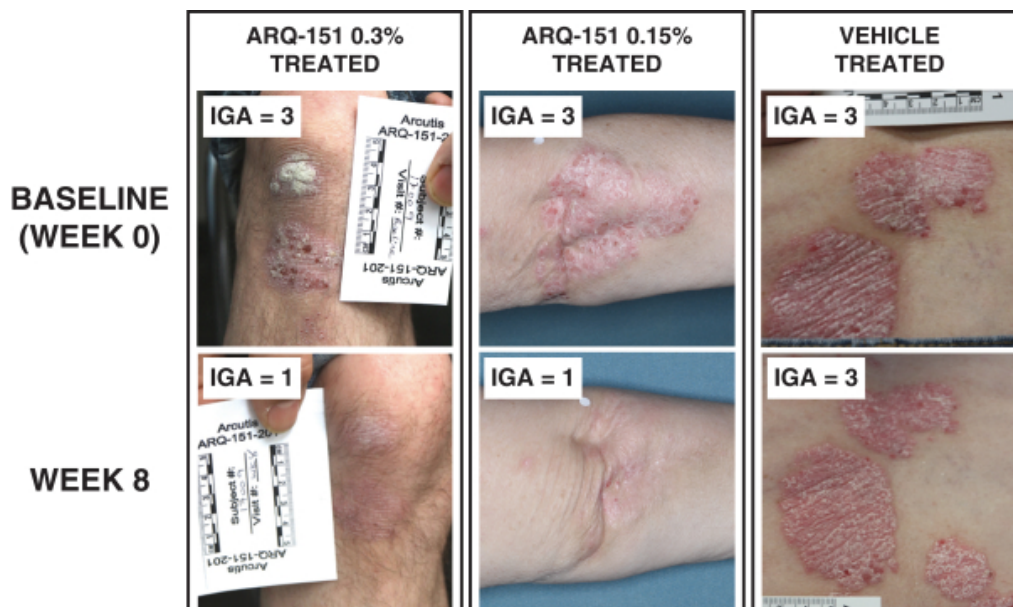 ARQ-151 0.3%
TREATED
ARQ-151 0.15%
TREATED
VEHICLE
TREATED
BASELINE
(WEEK 0)
IGA = 3
Arcutis
ARQ-151-2
Subject #:
Visit #:
ARQ-151-201
Arcutis
IGA = 3
IGA = 3
WEEK 8
IGA = 1
Arcutis
ARQ-151-201
Subject #:
Visit #:
ARQ-151-201
Arcutis
IGA = 1
IGA = 3